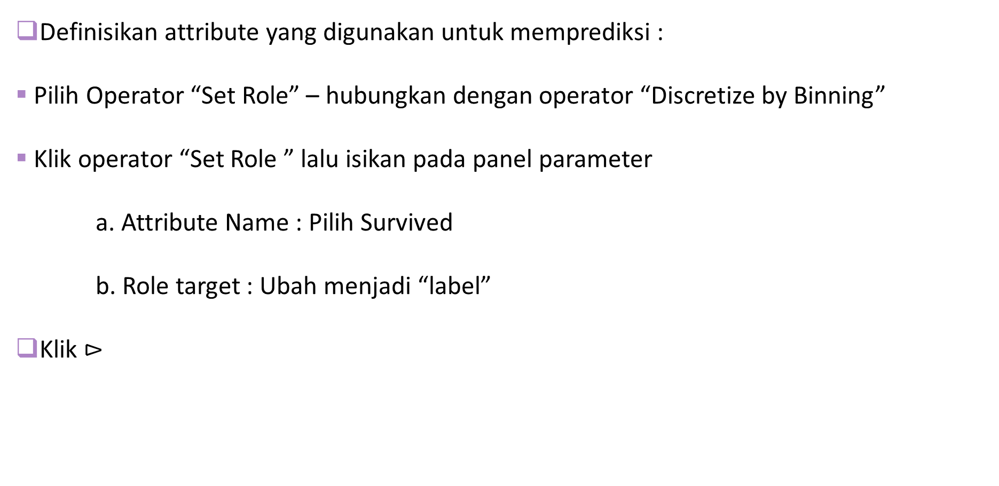 Definisikan attribute yang digunakan untuk memprediksi :
Pilih Operator “Set Role” – hubungkan dengan operator “Discretize by Binning”
Klik operator “Set Role ” lalu isikan pada panel parameter
a. Attribute Name : Pilih Survived
b. Role target : Ubah menjadi “label”
Klik ⊳